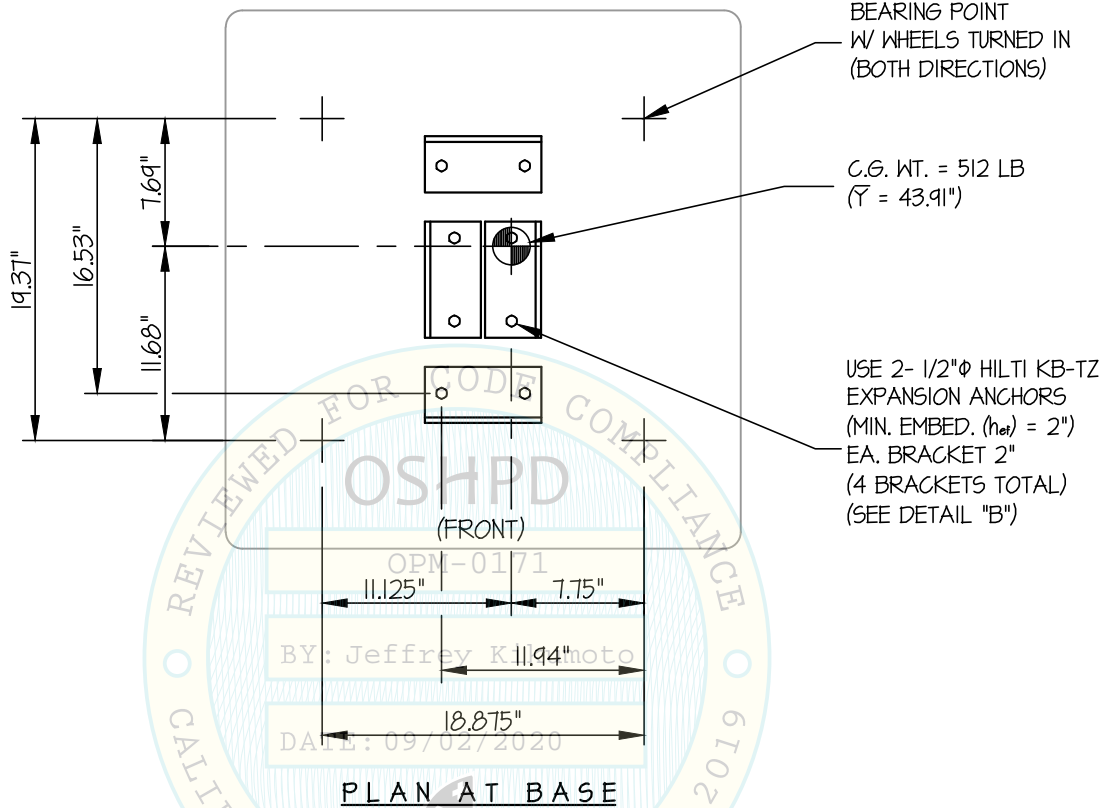 BEARING POINT
W/ WHEELS TURNED IN
(BOTH DIRECTIONS)
C.G. WT. = 512 LB
(Y̅ = 43.91")
7.69"
16.53"
19.37"
11.68"
USE 2- 1/2"Φ HILTI KB-TZ
EXPANSION ANCHORS
(MIN. EMBED. (hef) = 2")
EA. BRACKET 2"
(4 BRACKETS TOTAL)
(SEE DETAIL "B")
REVIEWED FOR CODE COMPLIANCE
OSHPD
(FRONT)
OPM-0171
11.125"
7.75"
BY: Jeffrey
11.94"
18.875"
DATE: 09/02/2020
2019
PLAN AT BASE